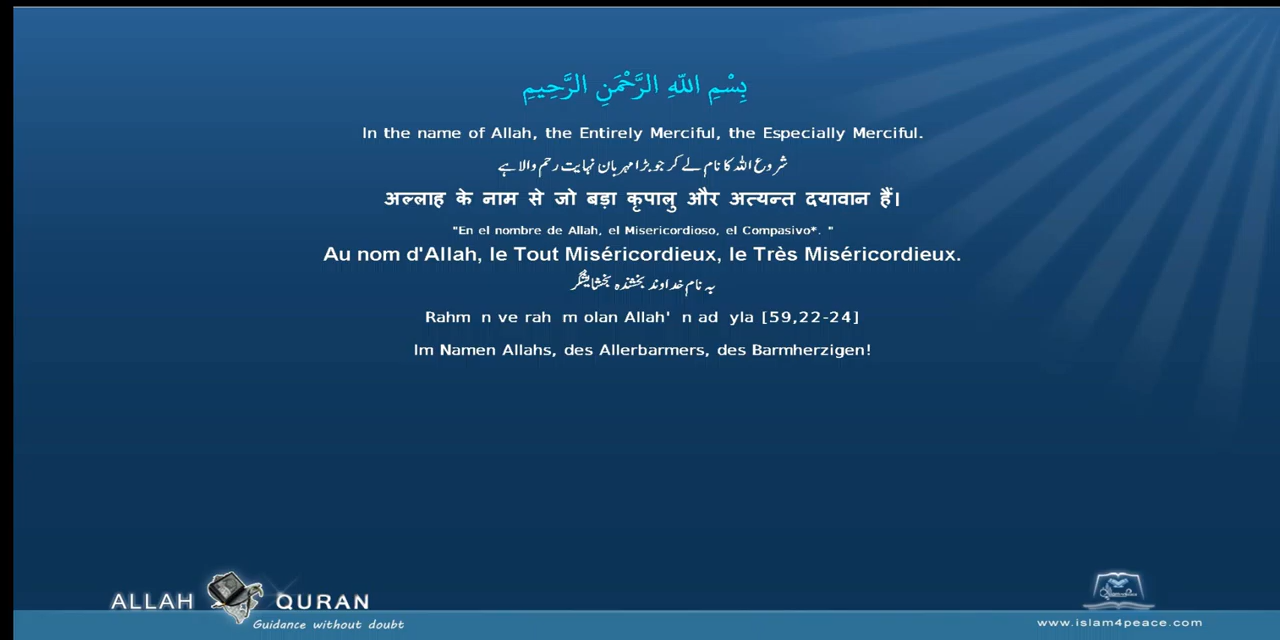 بِسْمِ اللَّهِ الرَّحْمَنِ الرَّحِيمِ
In the name of Allah, the Entirely Merciful, the Especially Merciful.
شروع الله کا نام لے کر جو بڑا مہربان نہایت رحم والا ہے
अल्लाह के नाम से जो बड़ा कृपालु और अत्यन्त दयावान हैं।
"En el nombre de Allah, el Misericordioso, el Compasivo*. "
Au nom d'Allah, le Tout Miséricordieux, le Très Miséricordieux.
به نام خداوند بخشنده بخشایشگر
Rahm n ve rah m olan Allah' n ad yla [59,22-24]
Im Namen Allahs, des Allerbarmers, des Barmherzigen!
ALLAH QURAN
Guidance without doubt
www.islam4peace.com